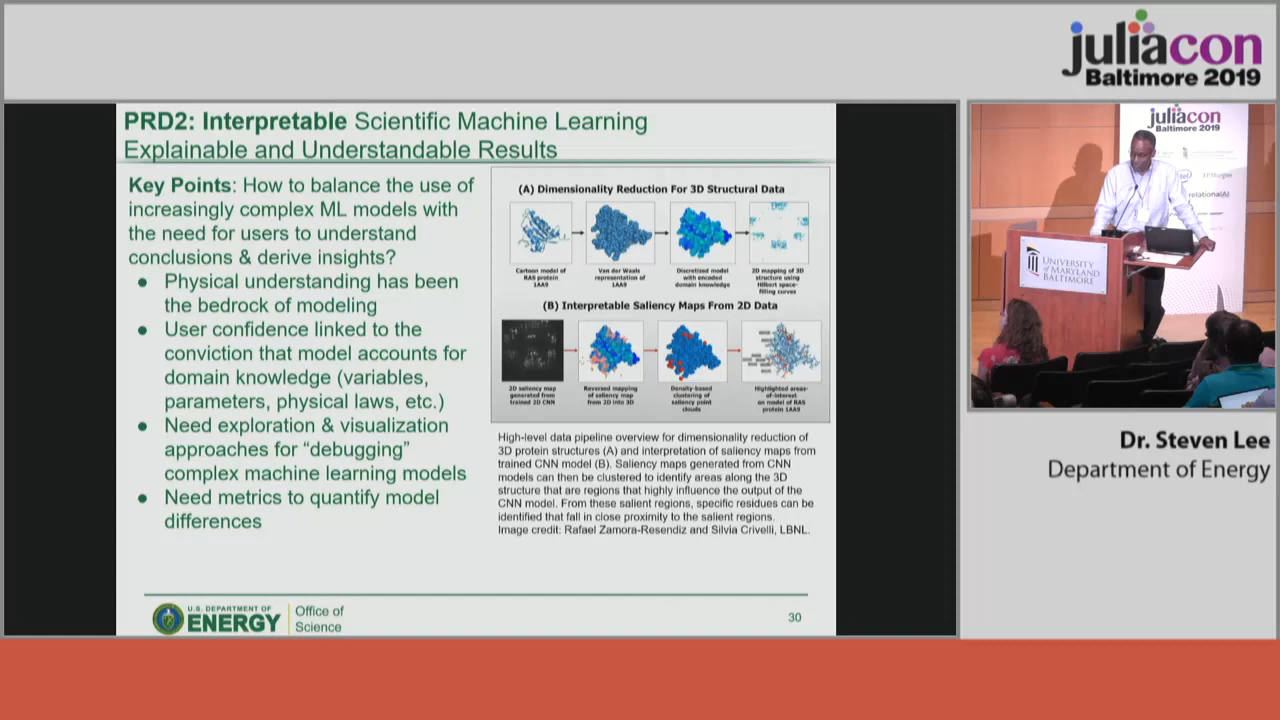 juliacon
Baltimore 2019
PRD2: Interpretable Scientific Machine Learning
Explainable and Understandable Results
Key Points: How to balance the use of
increasingly complex ML models with
the need for users to understand
conclusions & derive insights?
● Physical understanding has been
the bedrock of modeling
● User confidence linked to the
conviction that model accounts for
domain knowledge (variables,
parameters, physical laws, etc.)
● Need exploration & visualization
approaches for “debugging”
complex machine learning models
● Need metrics to quantify model
differences
(A) Dimensionality Reduction For 3D Structural Data
Cartoon model of
RAS protein
1AA9
Van der Waals
representation of
1AA9
Discretized model
with encoded
domain knowledge
2D mapping of 3D
structure using
Hilbert space-
filling curves
(B) Interpretable Saliency Maps From 2D Data
2D saliency map
generated from
trained 2D CNN
Reversed mapping
of saliency map
from 2D into 3D
Density-based
clustering of
saliency point
clouds
Highlighted areas-
of-interest
on model of RAS
protein 1AA9
High-level data pipeline overview for dimensionality reduction of
3D protein structures (A) and interpretation of saliency maps from
trained CNN model (B). Saliency maps generated from CNN
models can then be clustered to identify areas along the 3D
structure that are regions that highly influence the output of the
CNN model. From these salient regions, specific residues can be
identified that fall in close proximity to the salient regions.
Image credit: Rafael Zamora-Resendiz and Silvia Crivelli, LBNL.
U.S. DEPARTMENT OF
ENERGY
Office of
Science
30
juliacon
Baltimore 2019
intel
J.P.Morgan
relationalAI
UNIVERSITY
of MARYLAND
BALTIMORE
Dr. Steven Lee
Department of Energy